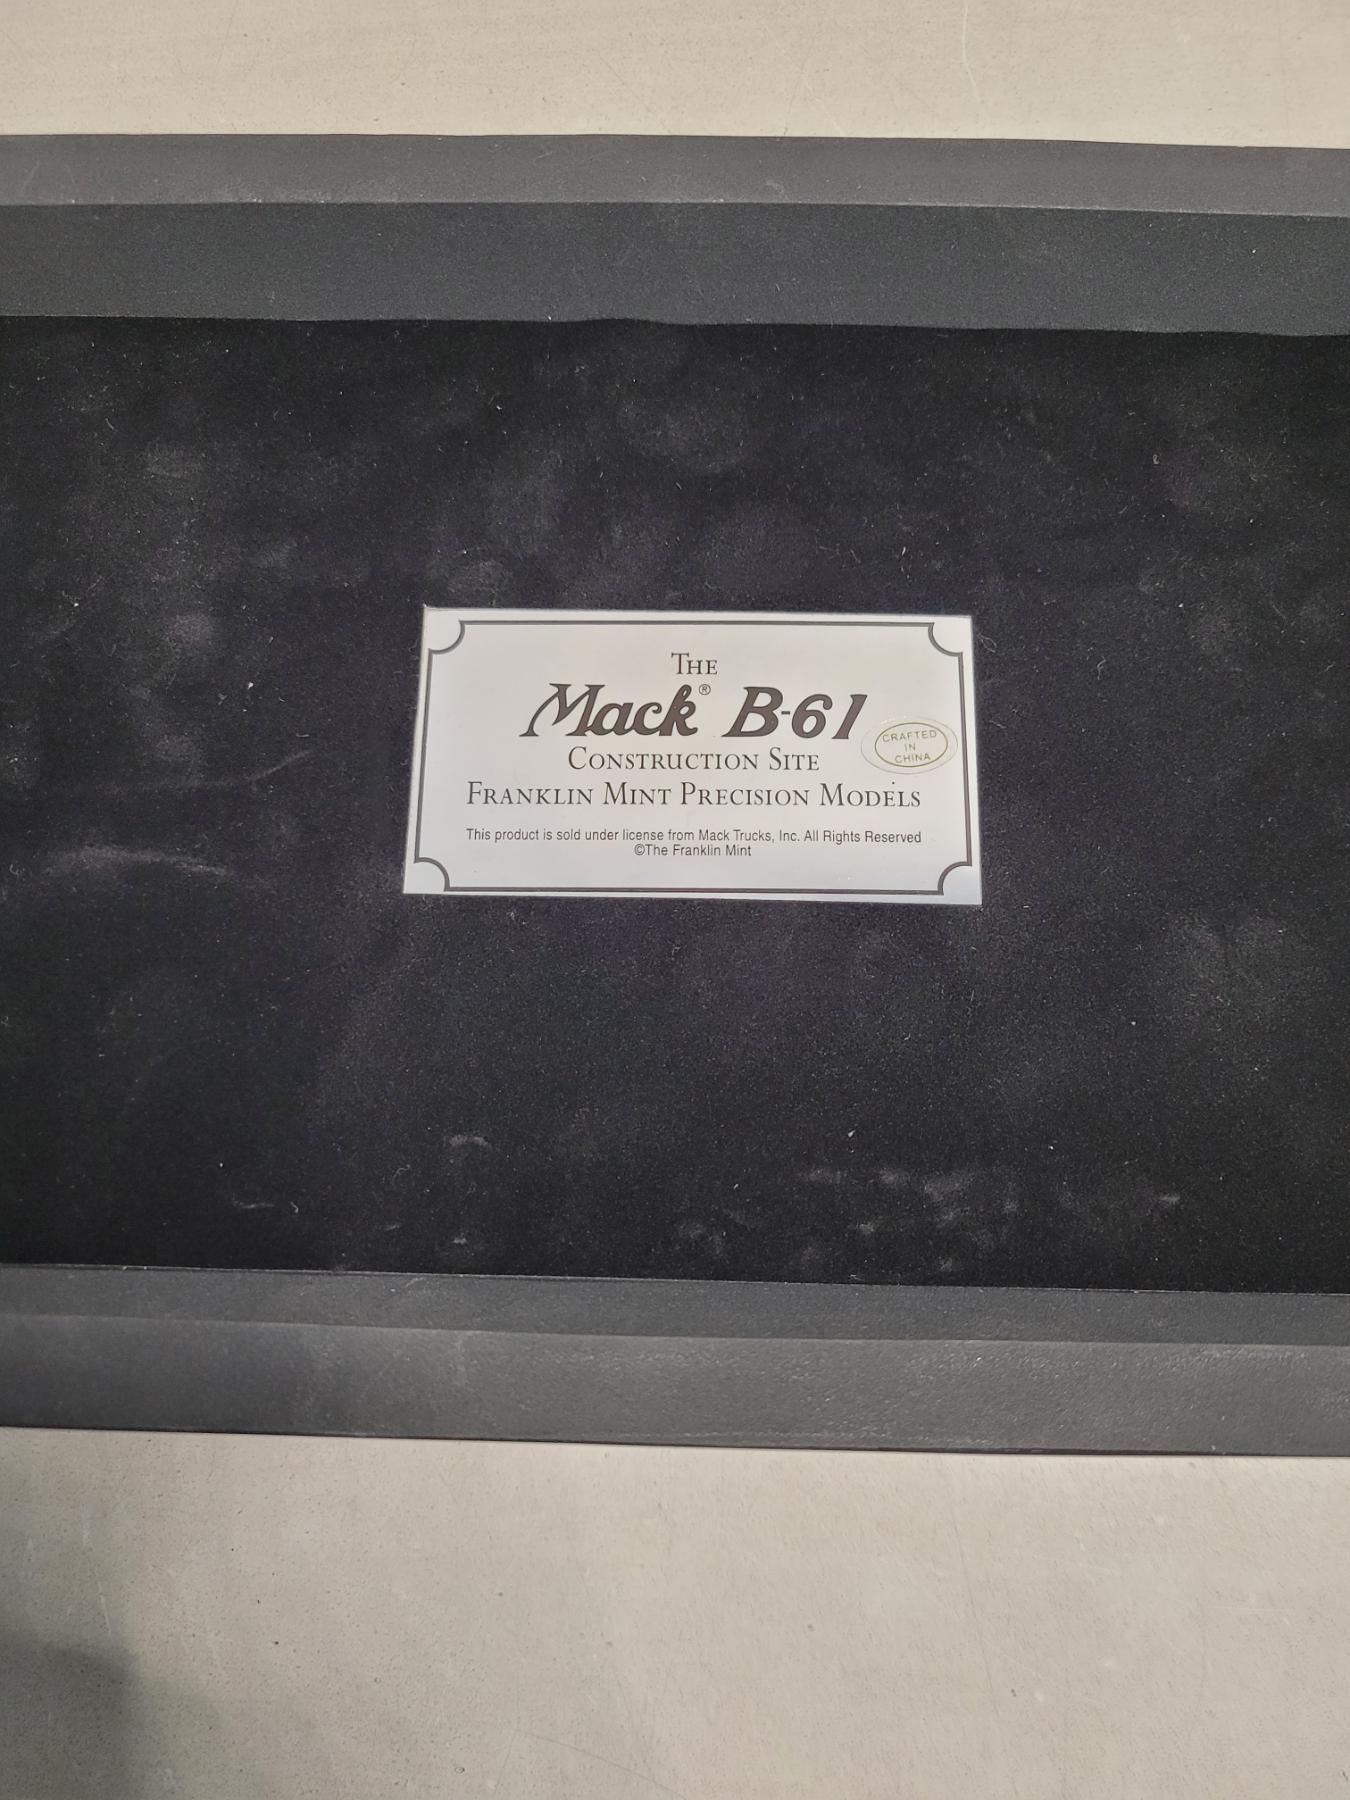 THE
Mack® B-61
CONSTRUCTION SITE
FRANKLIN MINT PRECISION MODELS
This product is sold under license from Mack Trucks, Inc. All Rights Reserved
©The Franklin Mint
CRAFTED
IN
CHINA